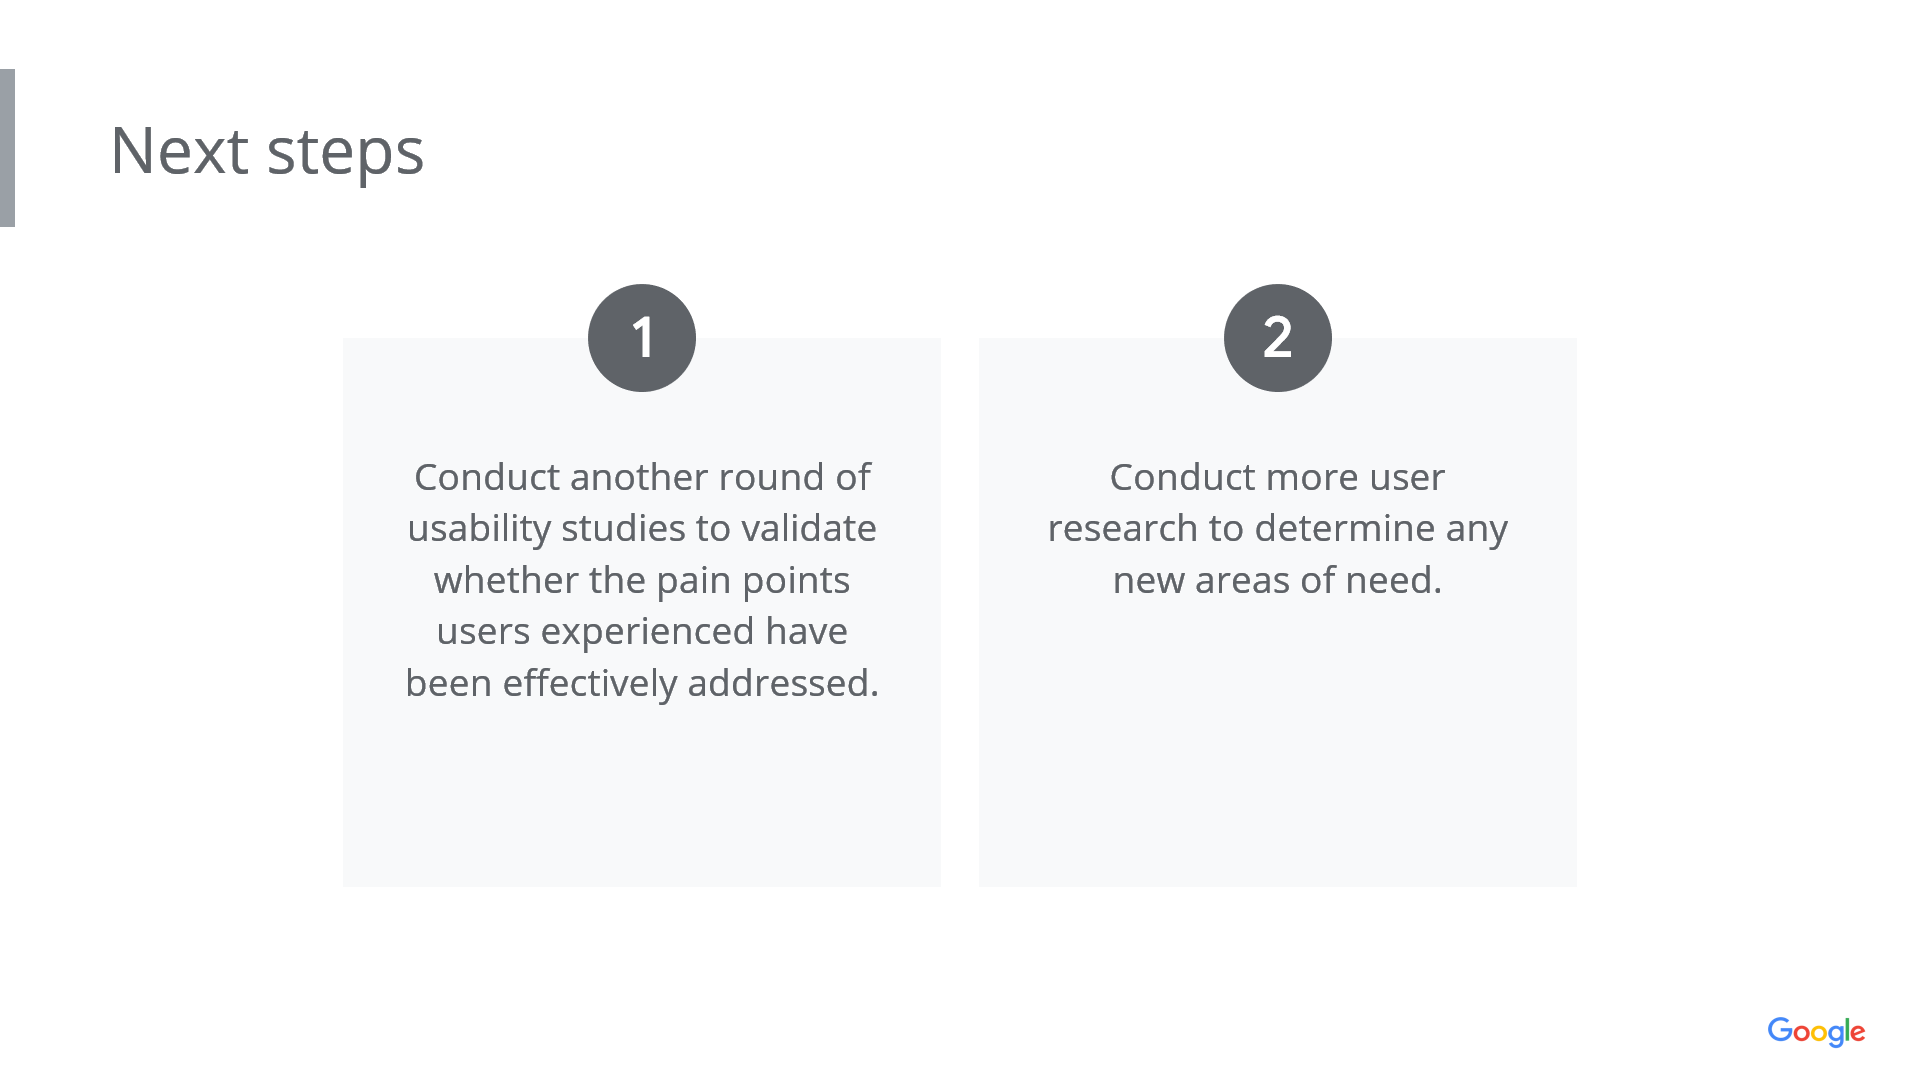 Next steps
1
Conduct another round of
usability studies to validate
whether the pain points
users experienced have
been effectively addressed.
2
Conduct more user
research to determine any
new areas of need.
Google